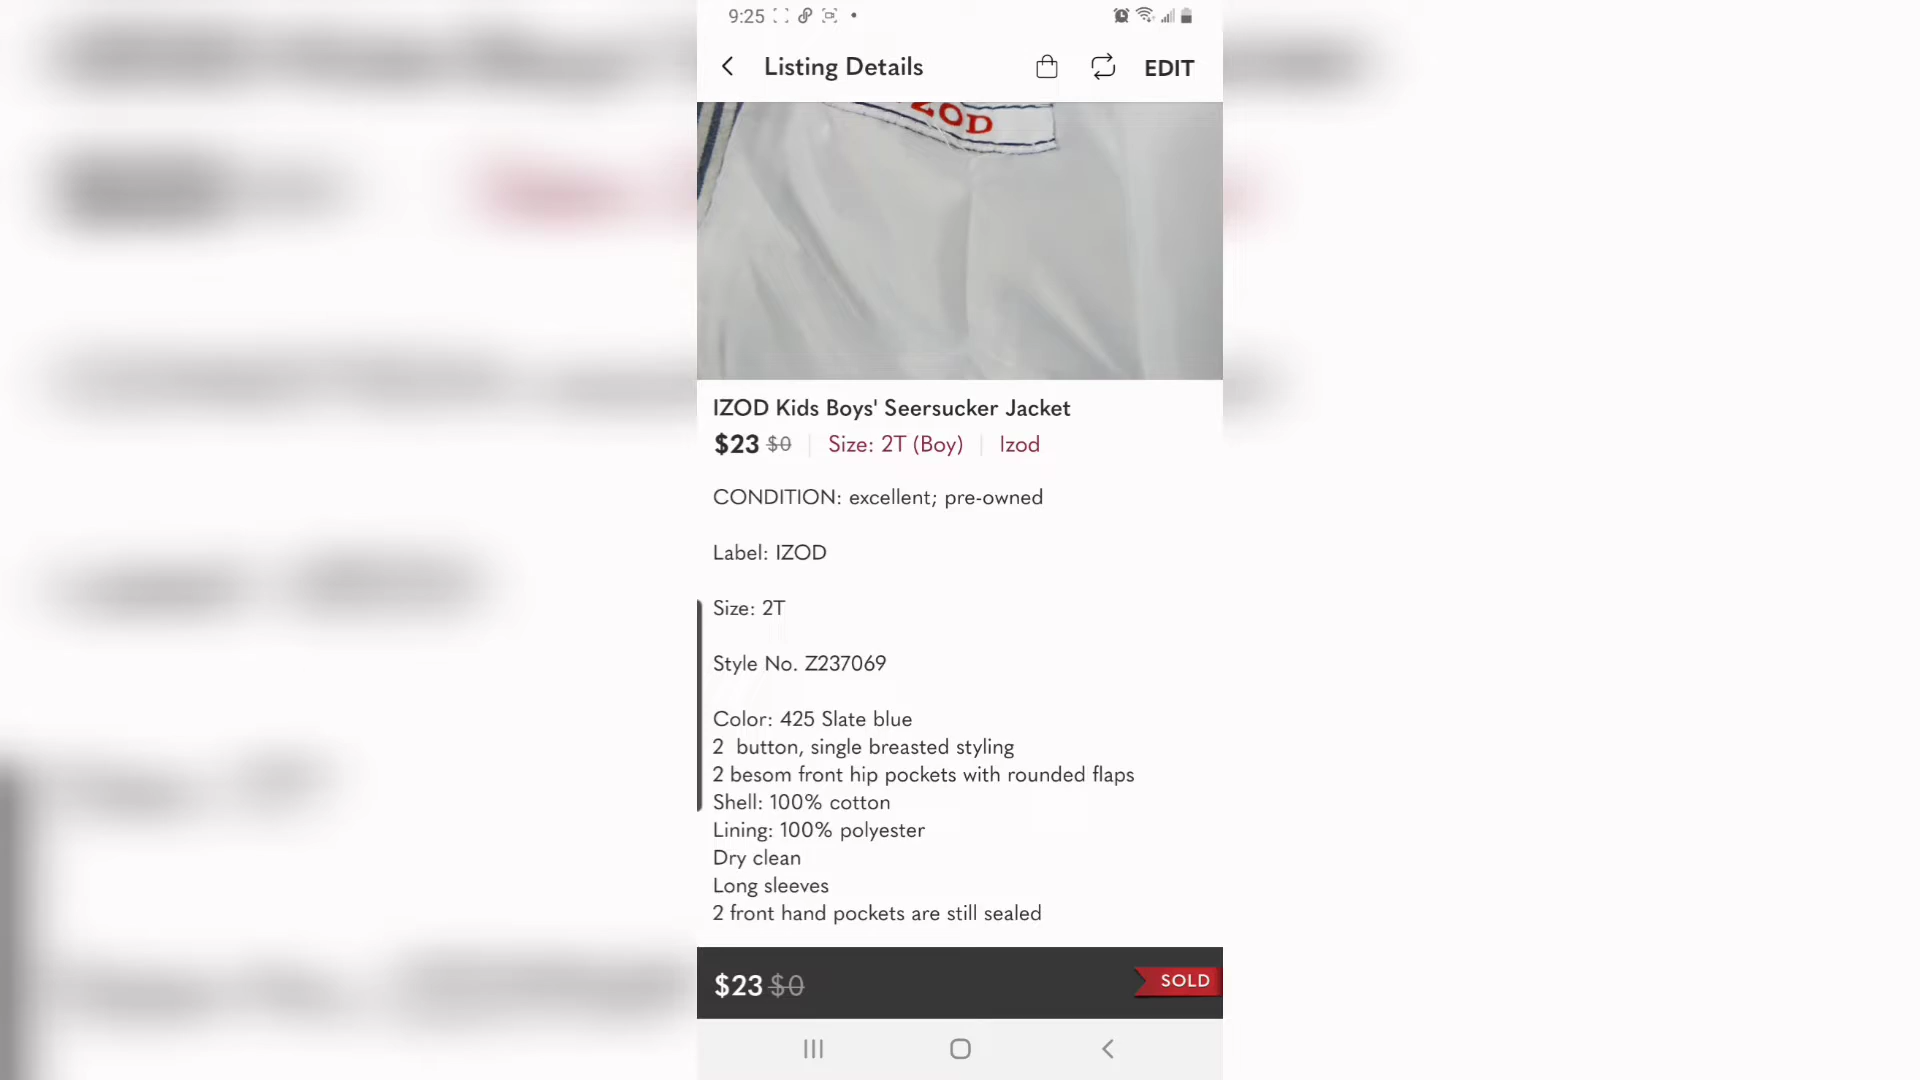 9:25
Listing Details
EDIT
ZOD
IZOD Kids Boys' Seersucker Jacket
$23 $0 Size: 2T (Boy) Izod
CONDITION: excellent; pre-owned
Label: IZOD
Size: 2T
Style No. Z237069
Color: 425 Slate blue
2 button, single breasted styling
2 besom front hip pockets with rounded flaps
Shell: 100% cotton
Lining: 100% polyester
Dry clean
Long sleeves
2 front hand pockets are still sealed
$23 $0
SOLD